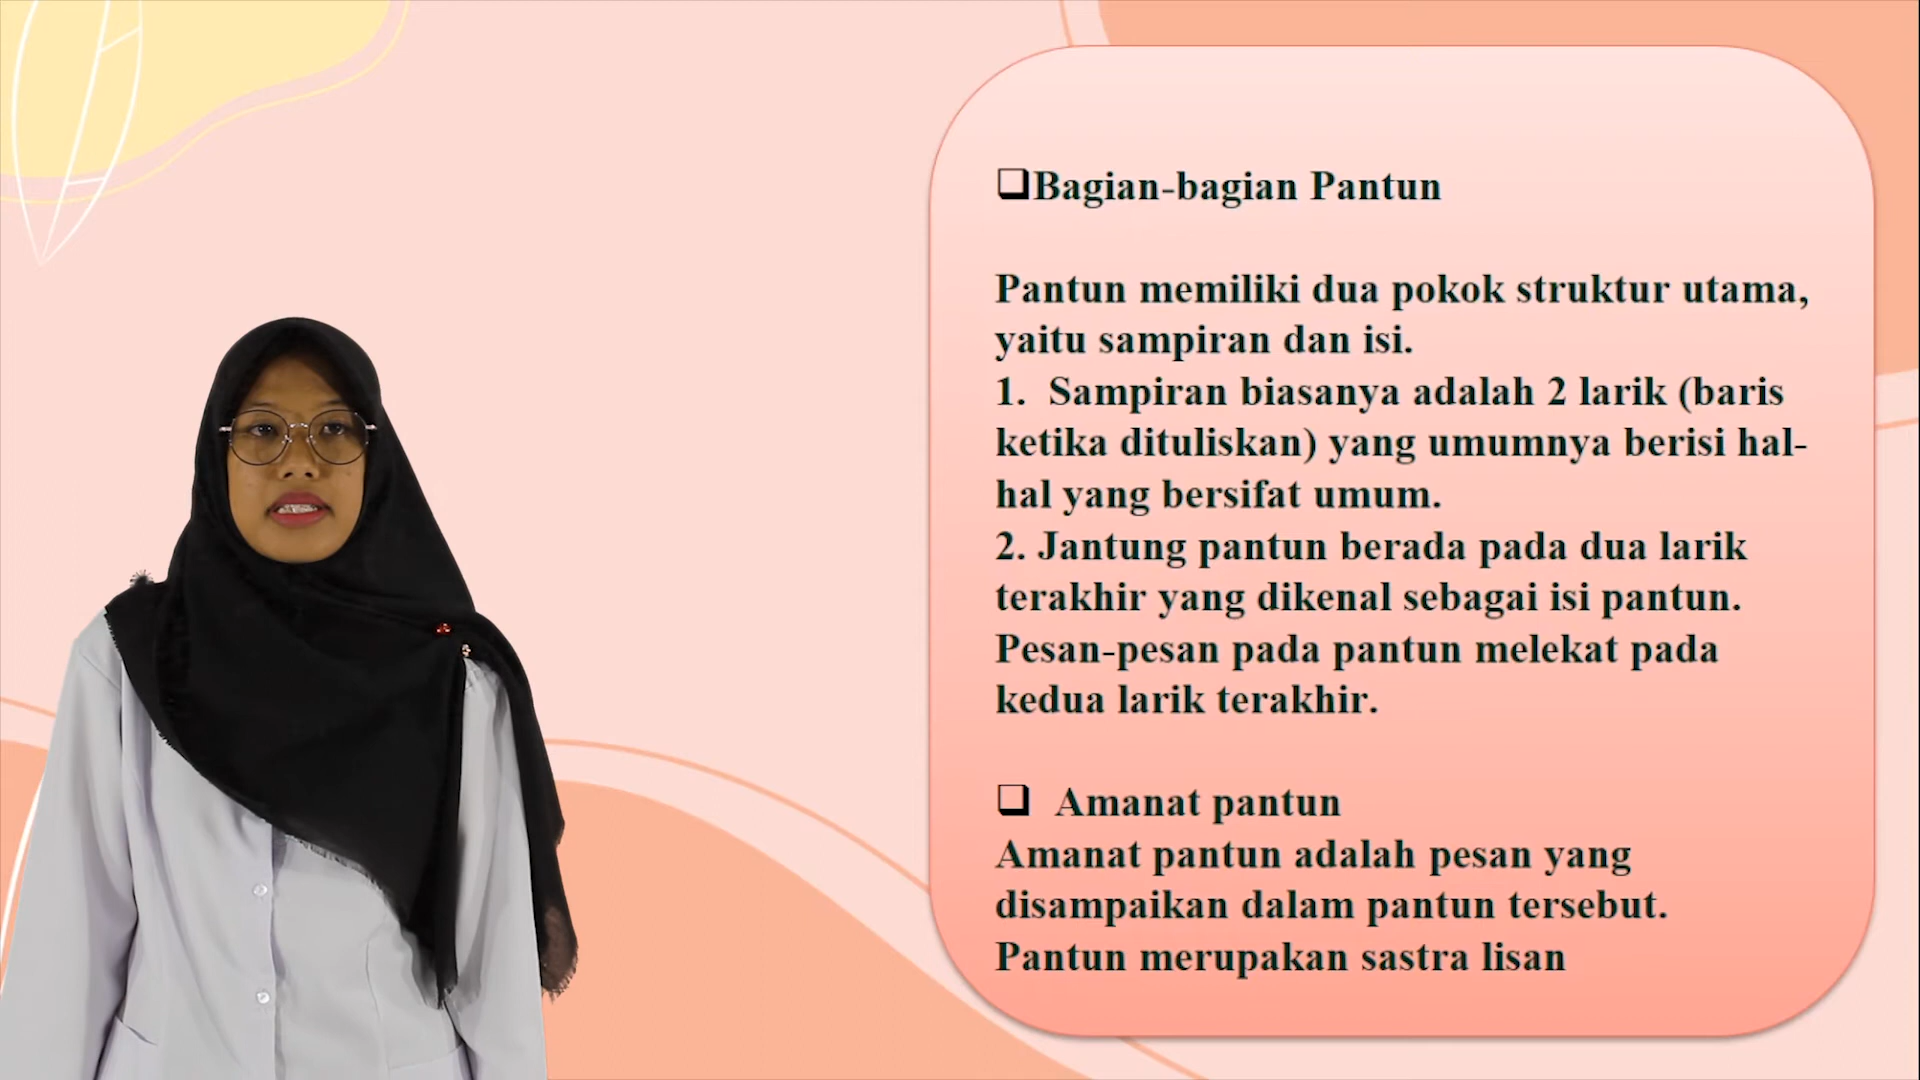 ❑Bagian-bagian Pantun
Pantun memiliki dua pokok struktur utama,
yaitu sampiran dan isi.
1. Sampiran biasanya adalah 2 larik (baris
ketika dituliskan) yang umumnya berisi hal-
hal yang bersifat umum.
2. Jantung pantun berada pada dua larik
terakhir yang dikenal sebagai isi pantun.
Pesan-pesan pada pantun melekat pada
kedua larik terakhir.
❑ Amanat pantun
Amanat pantun adalah pesan yang
disampaikan dalam pantun tersebut.
Pantun merupakan sastra lisan